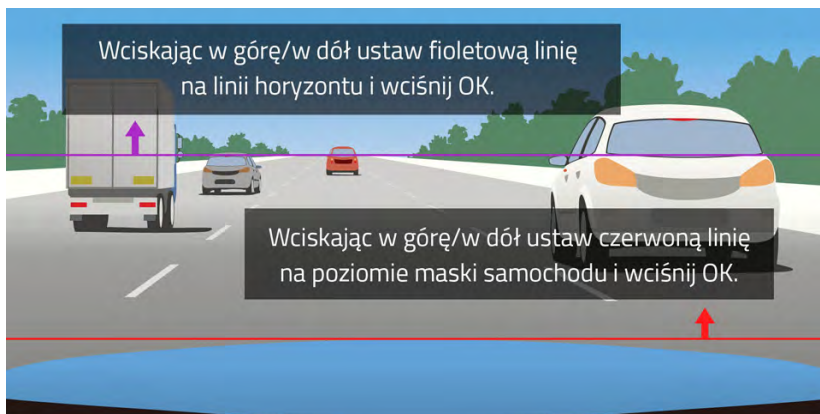 Wciskając w górę/w dół ustaw fioletową linię
na linii horyzontu i wciśnij OK.
Wciskając w górę/w dół ustaw czerwoną linię
na poziomie maski samochodu i wciśnij OK.